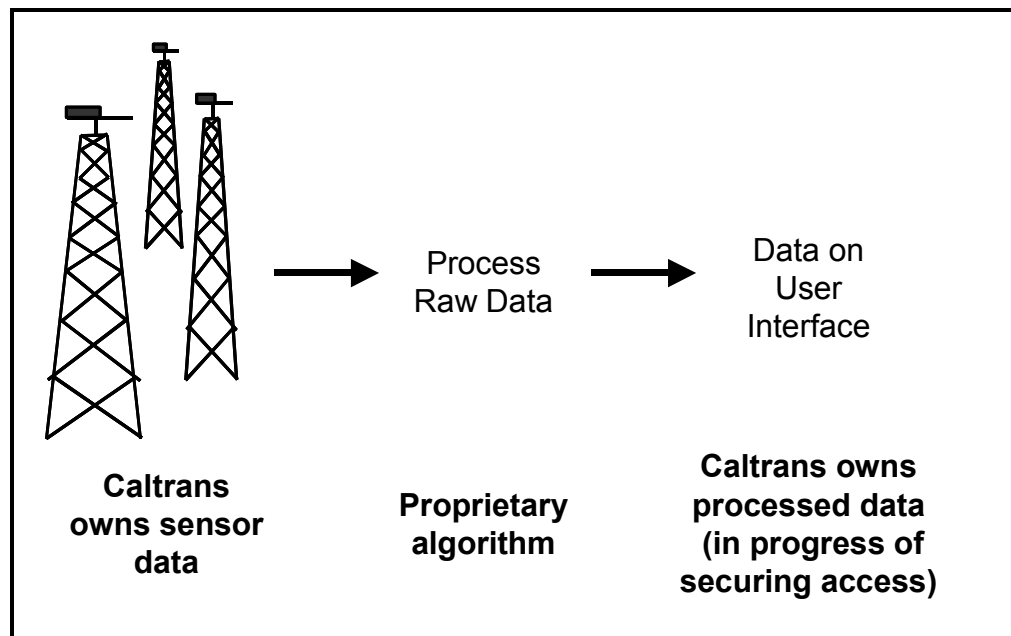 Process
Raw Data
Data on
User
Interface
Caltrans
owns sensor
data
Proprietary
algorithm
Caltrans owns
processed data
(in progress of
securing access)